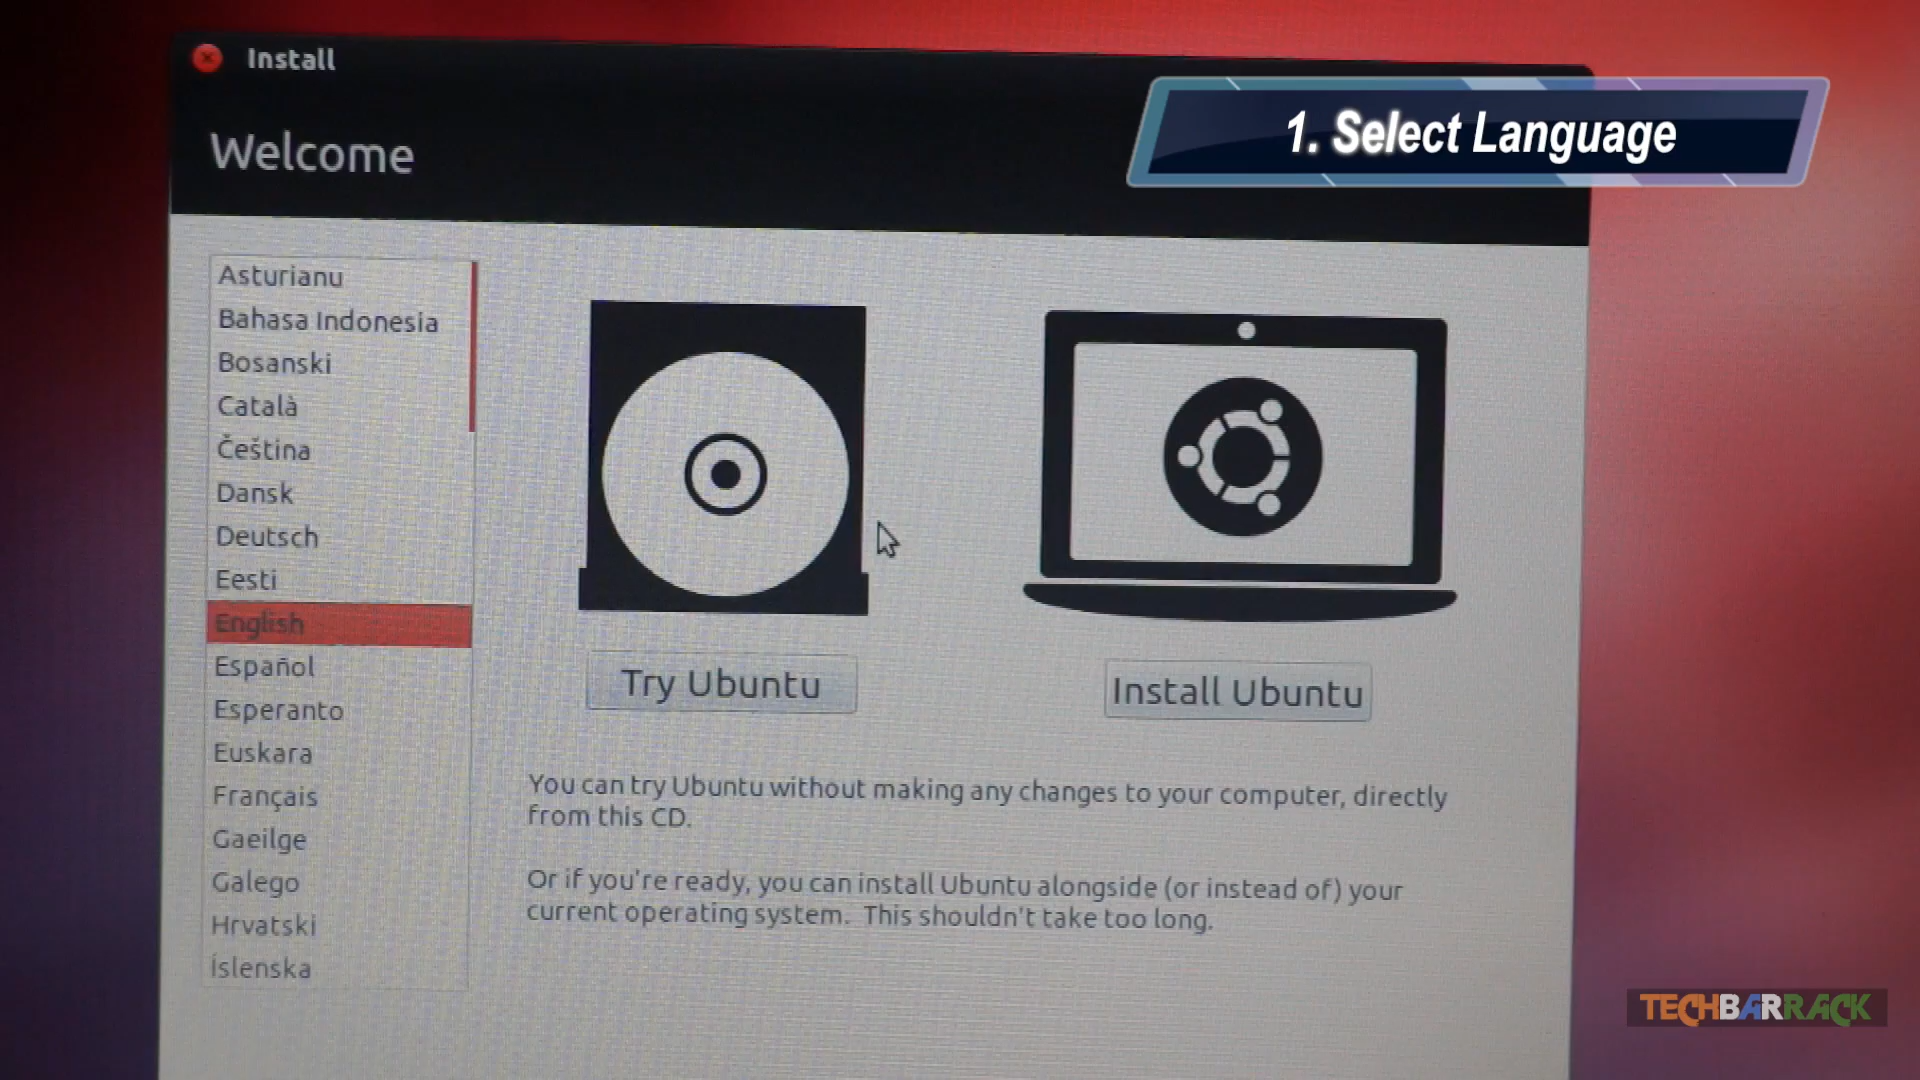 Install
1. Select Language
Welcome
Asturianu
Bahasa Indonesia
Bosanski
Català
Čeština
Dansk
Deutsch
Eesti
English
Español
Esperanto
Euskara
Français
Gaeilge
Galego
Hrvatski
Íslenska
Try Ubuntu
Install Ubuntu
You can try Ubuntu without making any changes to your computer, directly
from this CD.
Or if you're ready, you can install Ubuntu alongside (or instead of) your
current operating system. This shouldn't take too long.
TECHBARRACK